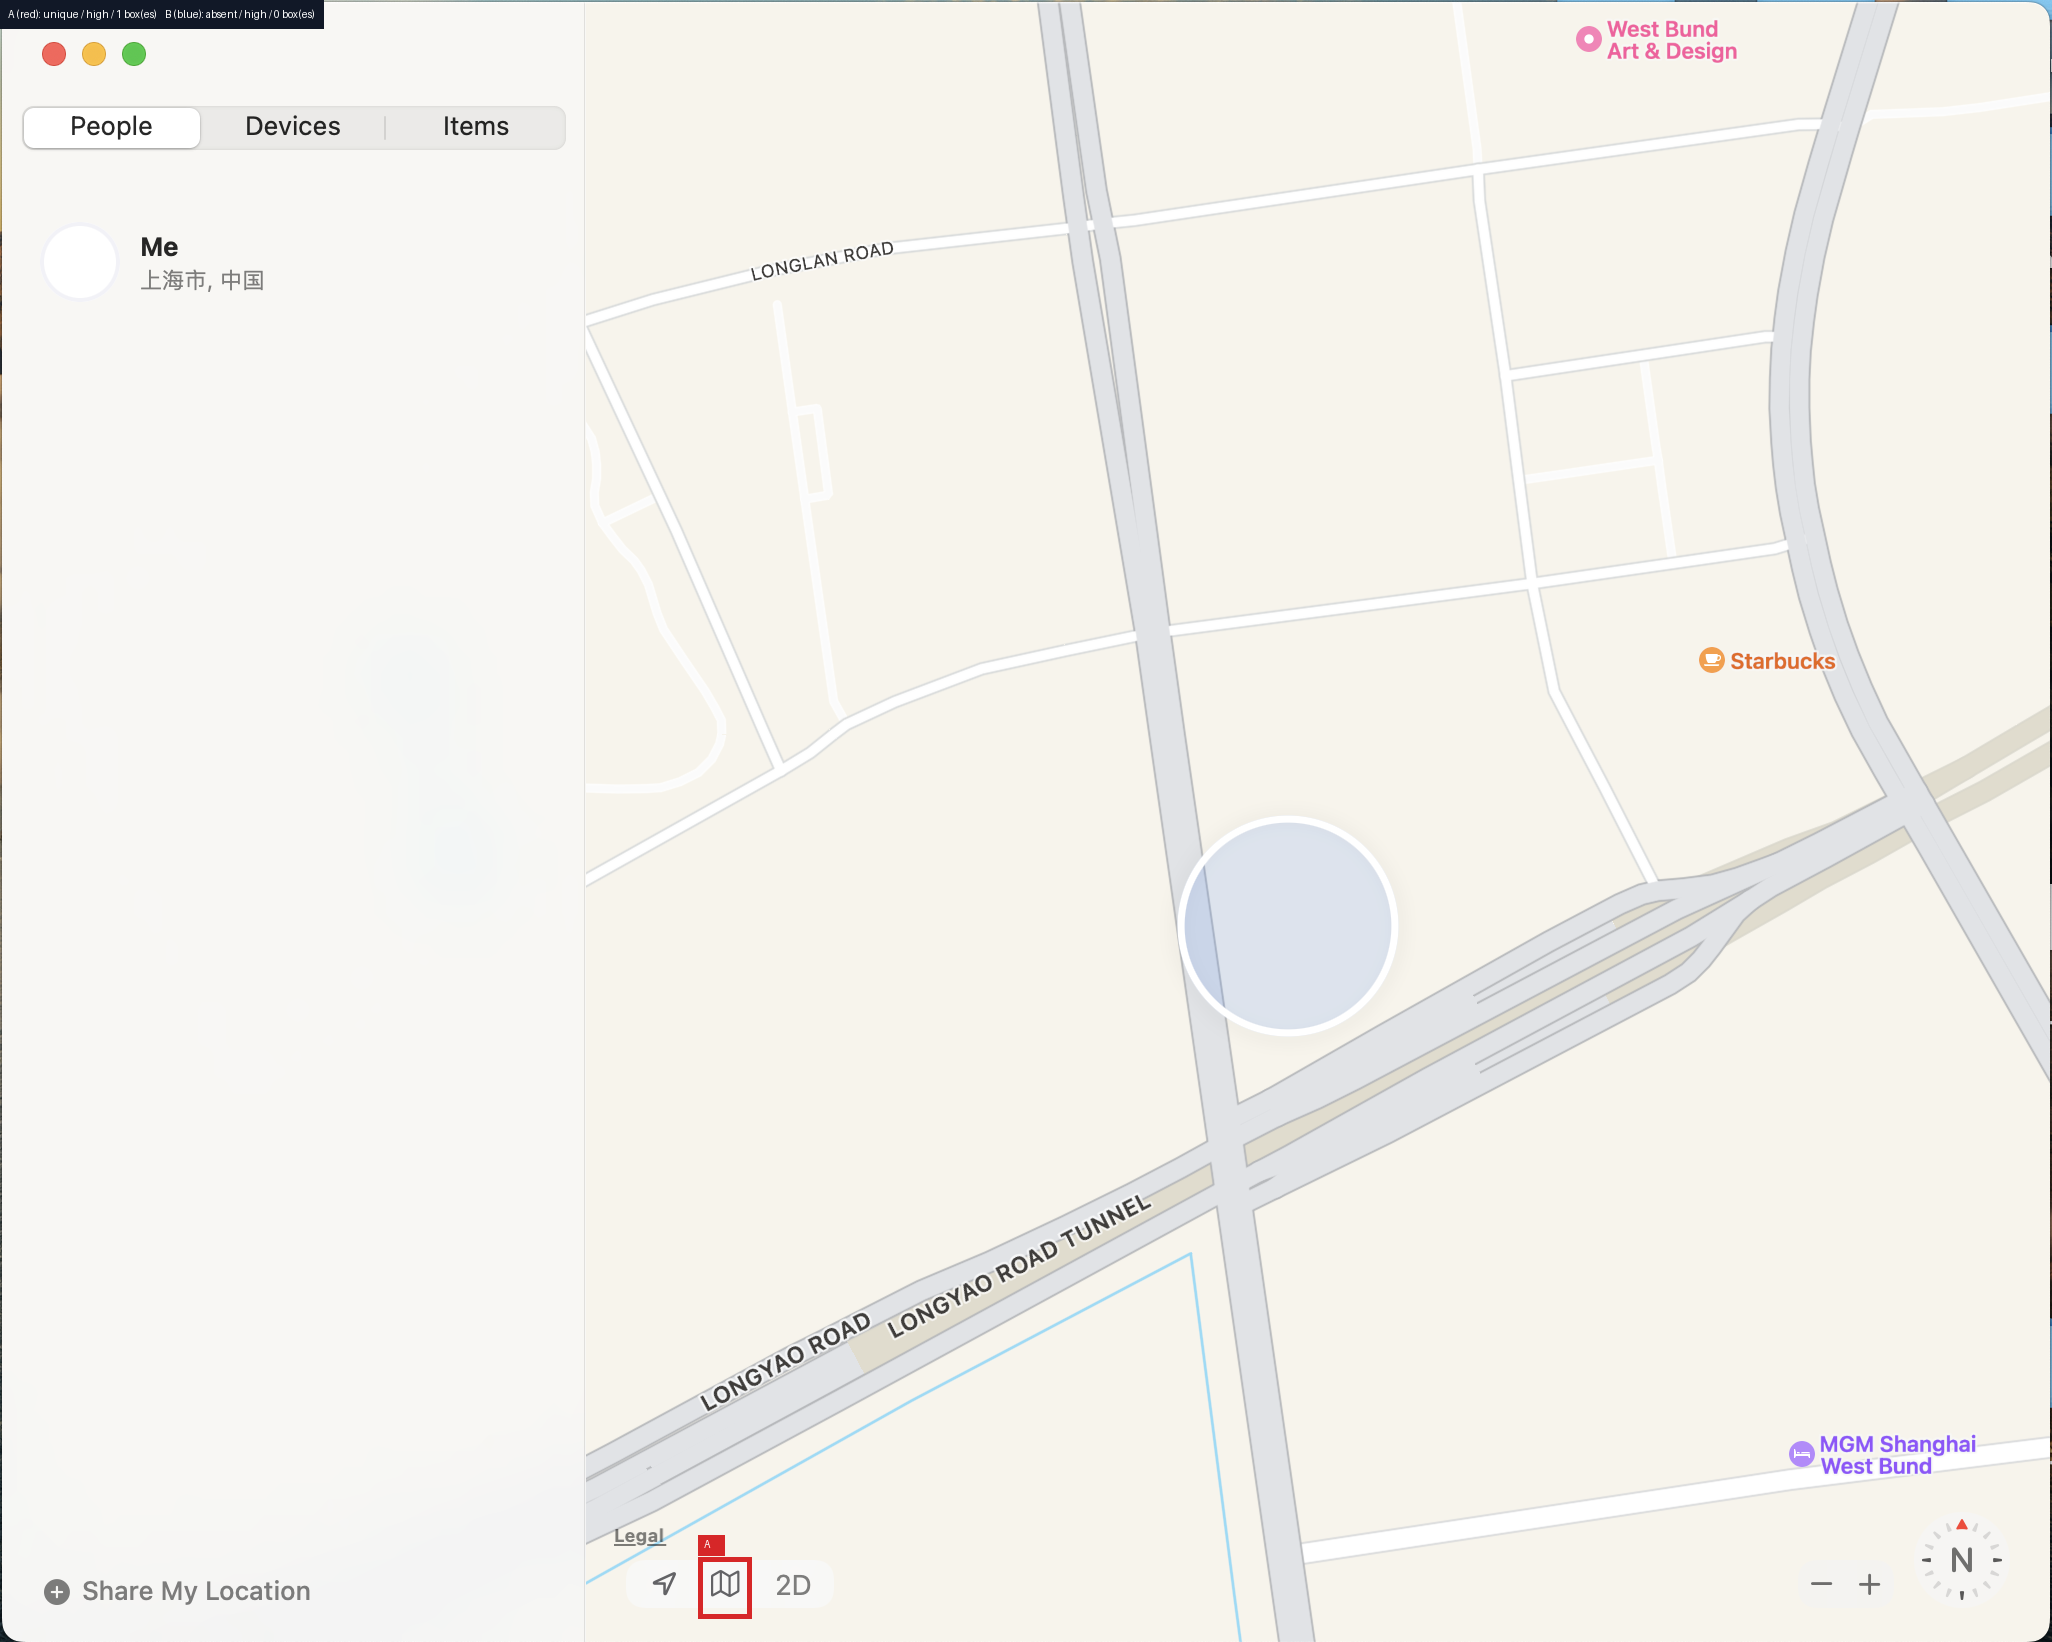 A (red): unique / high / 1 box(es) B (blue): absent / high / 0 box(es)
People
Devices
Items
Me
上海市, 中国
Share My Location
West Bund
Art & Design
LONGLAN ROAD
Starbucks
LONGYAO ROAD TUNNEL
LONGYAO ROAD
MGM Shanghai
West Bund
Legal
A
2D
N